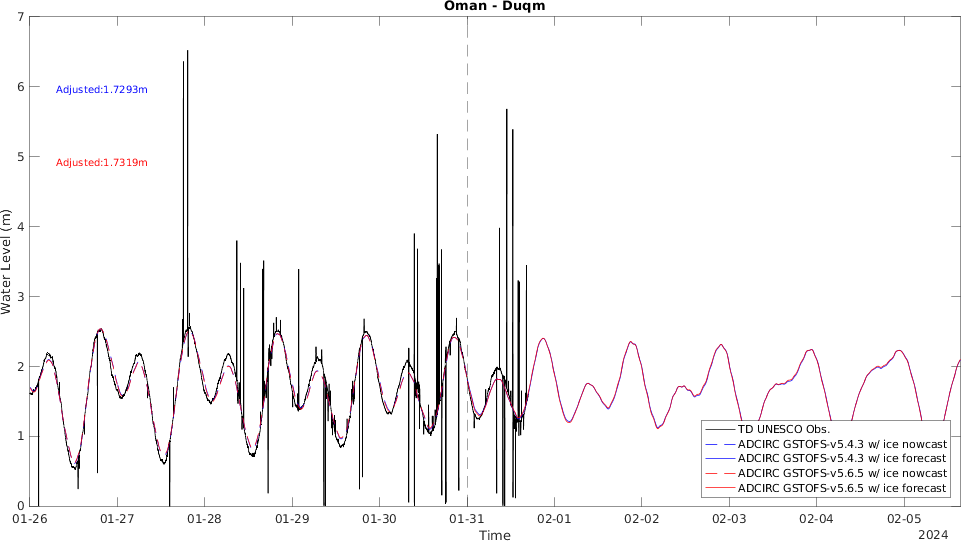 Oman - Duqm
7
6
5
4
3
2
1
0
Water Level (m)
Adjusted:1.7293m
Adjusted:1.7319m
TD UNESCO Obs.
ADCIRC GSTOFS-v5.4.3 w/ ice nowcast
ADCIRC GSTOFS-v5.4.3 w/ ice forecast
ADCIRC GSTOFS-v5.6.5 w/ ice nowcast
ADCIRC GSTOFS-v5.6.5 w/ ice forecast
01-26 01-27 01-28 01-29 01-30 01-31 02-01 02-02 02-03 02-04 02-05
Time
2024